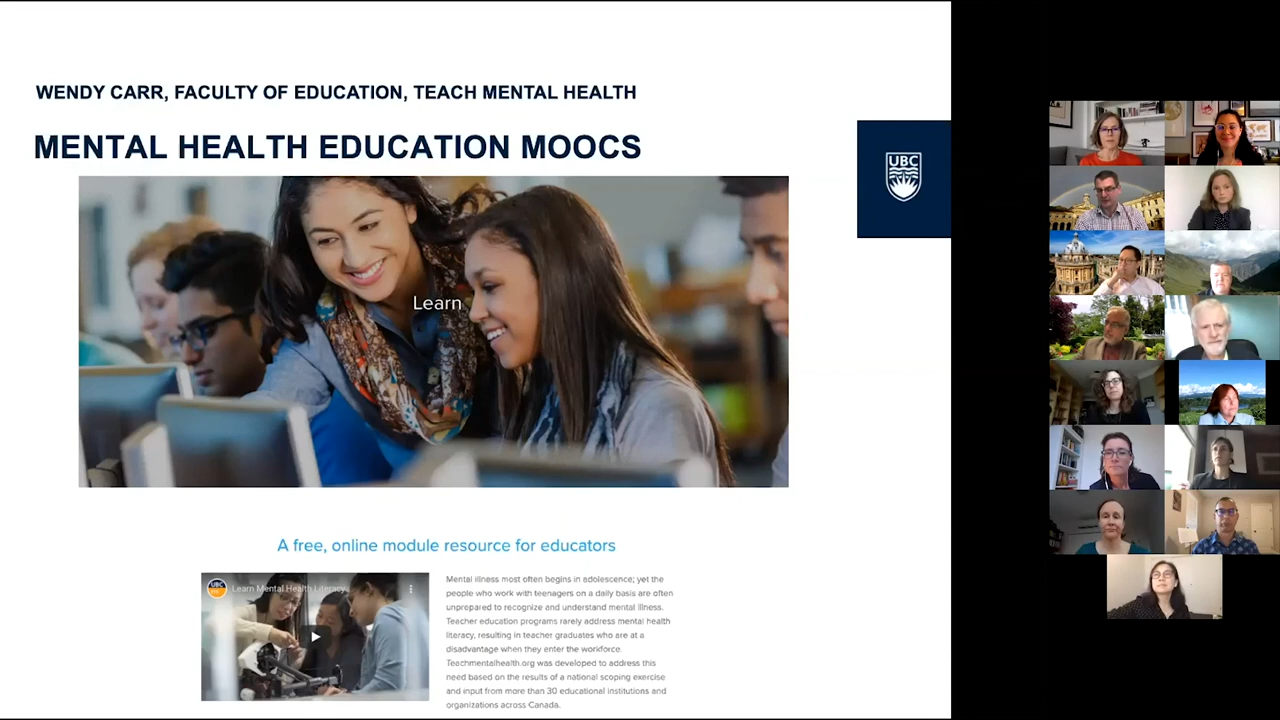 WENDY CARR, FACULTY OF EDUCATION, TEACH MENTAL HEALTH
MENTAL HEALTH EDUCATION MOOCS
UBC
Learn
A free, online module resource for educators
Learn Mental Health Literacy
Mental illness most often begins in adolescence; yet the
people who work with teenagers on a daily basis are often
unprepared to recognize and understand mental illness.
Teacher education programs rarely address mental health
literacy, resulting in teacher graduates who are at a
disadvantage when they enter the workforce.
Teachmentalhealth.org was developed to address this
need based on the results of a national scoping exercise
and input from more than 30 educational institutions and
organizations across Canada.